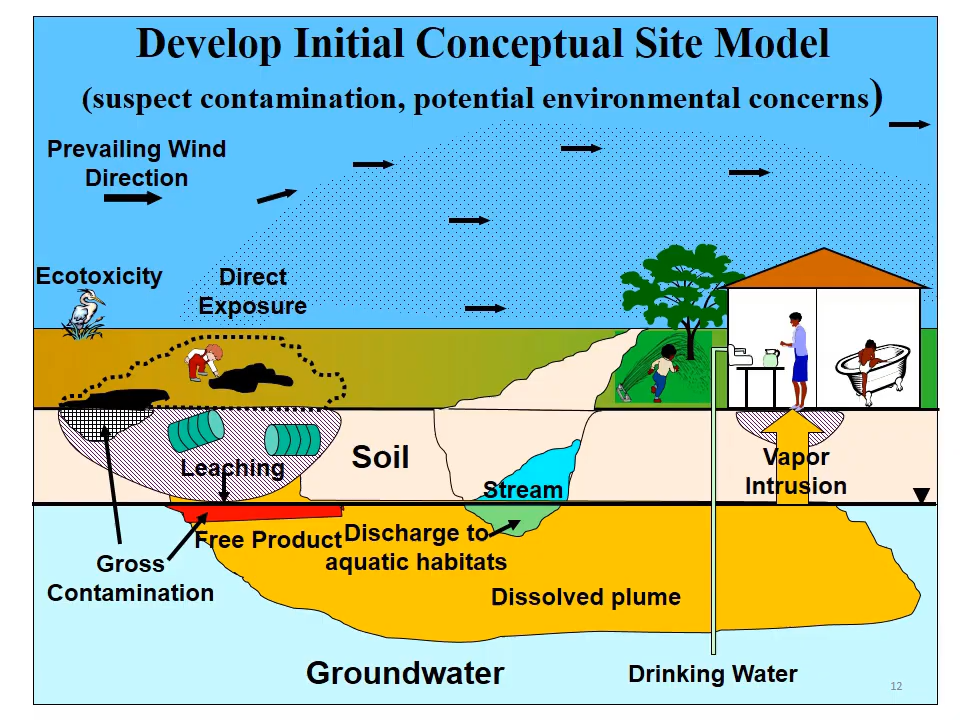 Develop Initial Conceptual Site Model
(suspect contamination, potential environmental concerns)
Prevailing Wind
Direction
Ecotoxicity
Direct
Exposure
Leaching
Soil
Stream
Vapor
Intrusion
Free Product
Discharge to
aquatic habitats
Gross
Contamination
Dissolved plume
Groundwater
Drinking Water
12